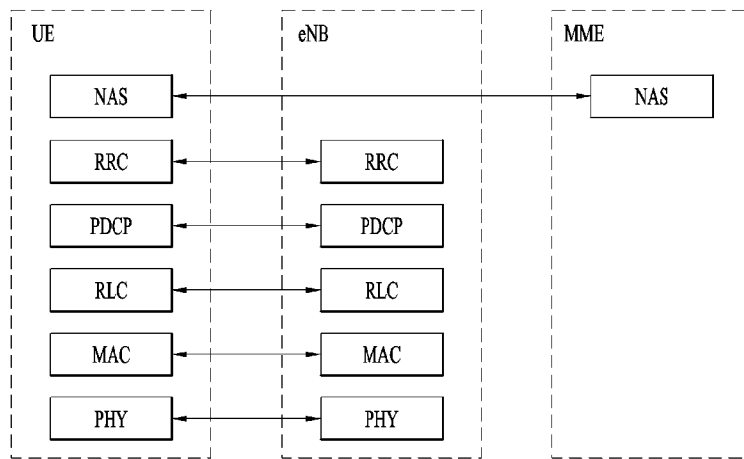 UE eNB MME
NAS NAS
RRC RRC
PDCP PDCP
RLC RLC
MAC MAC
PHY PHY